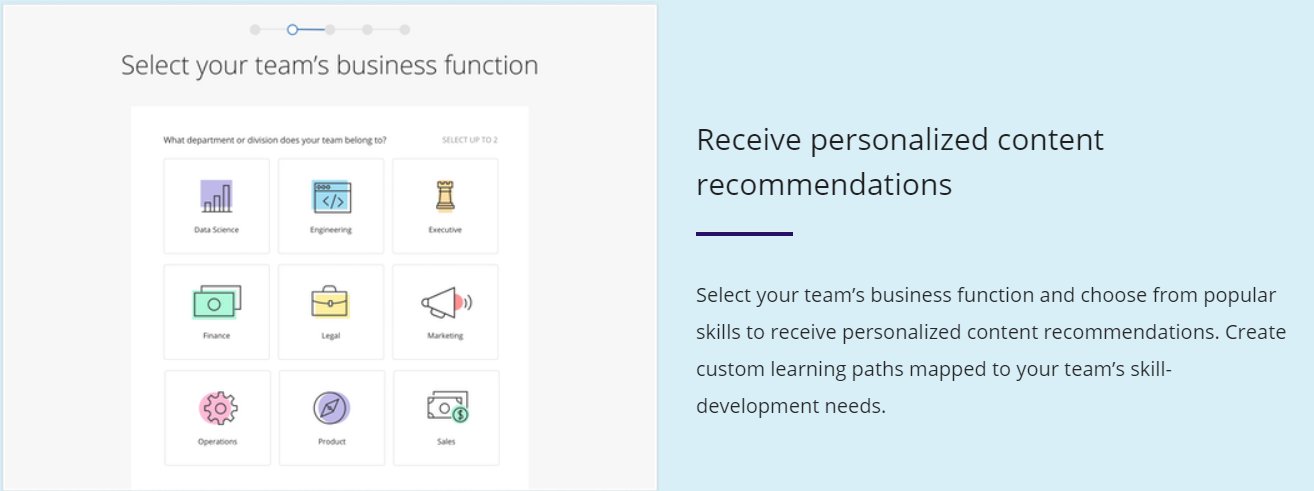 Select your team's business function
What department or division does your team belong to? SELECT UP TO 2
Data Science Engineering Executive
Finance Legal Marketing
Operations Product Sales
Receive personalized content
recommendations
Select your team's business function and choose from popular
skills to receive personalized content recommendations. Create
custom learning paths mapped to your team's skill-
development needs.